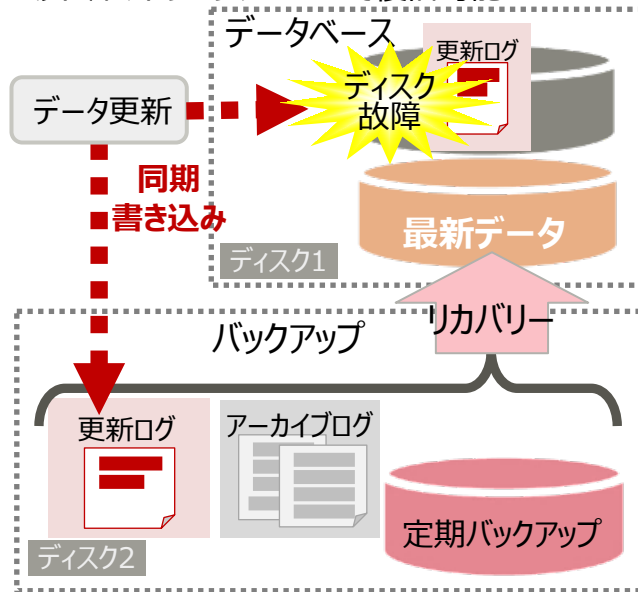 データベース
更新ログ
ディスク
故障
データ更新
同期
書き込み
最新データ
ディスク1
リカバリー
バックアップ
更新ログ
アーカイブログ
定期バックアップ
ディスク2